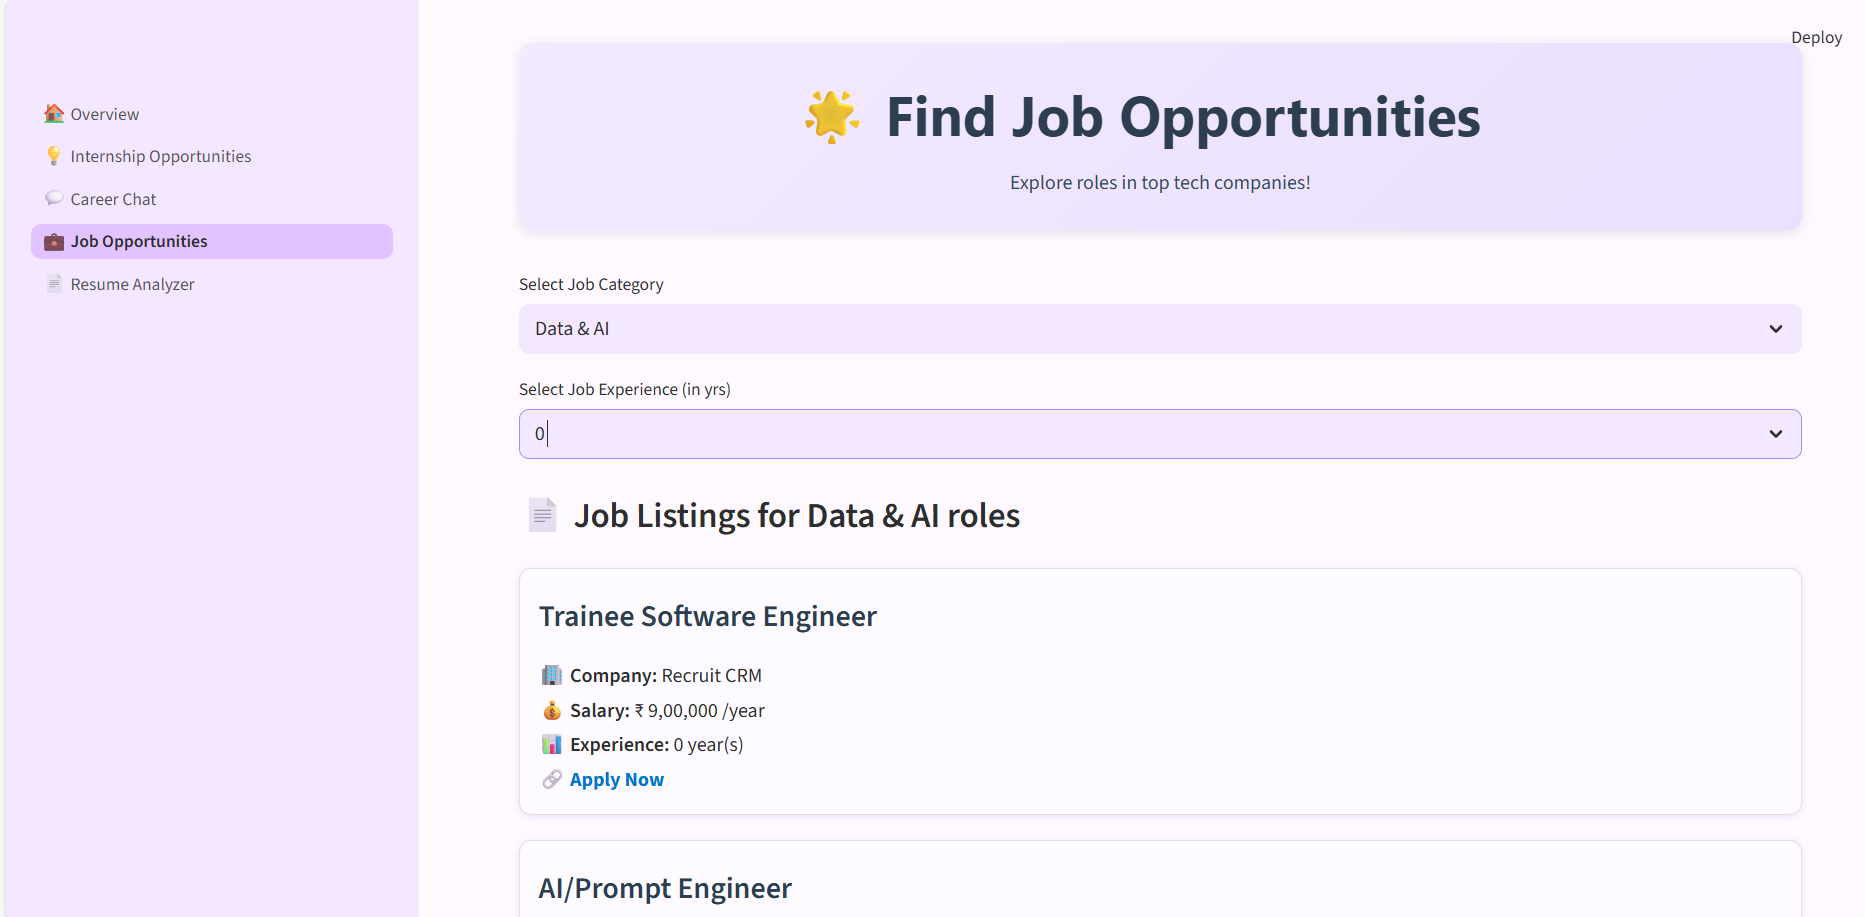 Deploy
Overview
Internship Opportunities
Career Chat
Job Opportunities
Resume Analyzer
Find Job Opportunities
Explore roles in top tech companies!
Select Job Category
Data & AI
Select Job Experience (in yrs)
0
Job Listings for Data & AI roles
Trainee Software Engineer
Company: Recruit CRM
Salary: ₹ 9,00,000 /year
Experience: 0 year(s)
Apply Now
AI/Prompt Engineer